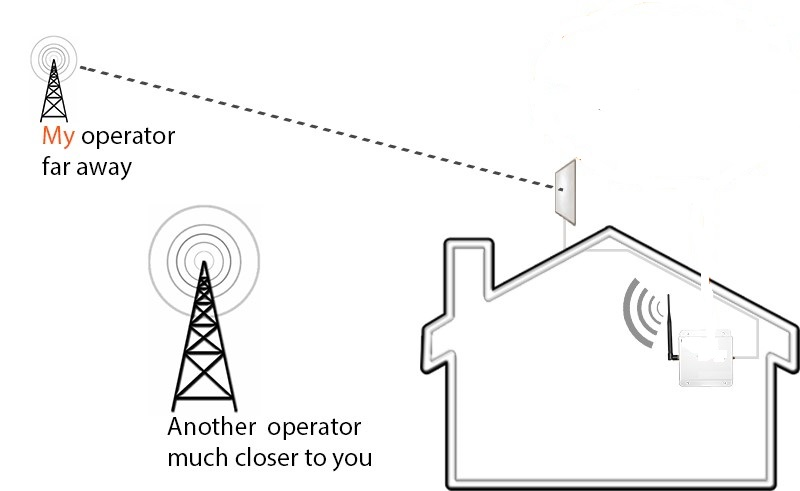 My operator
far away
Another operator
much closer to you